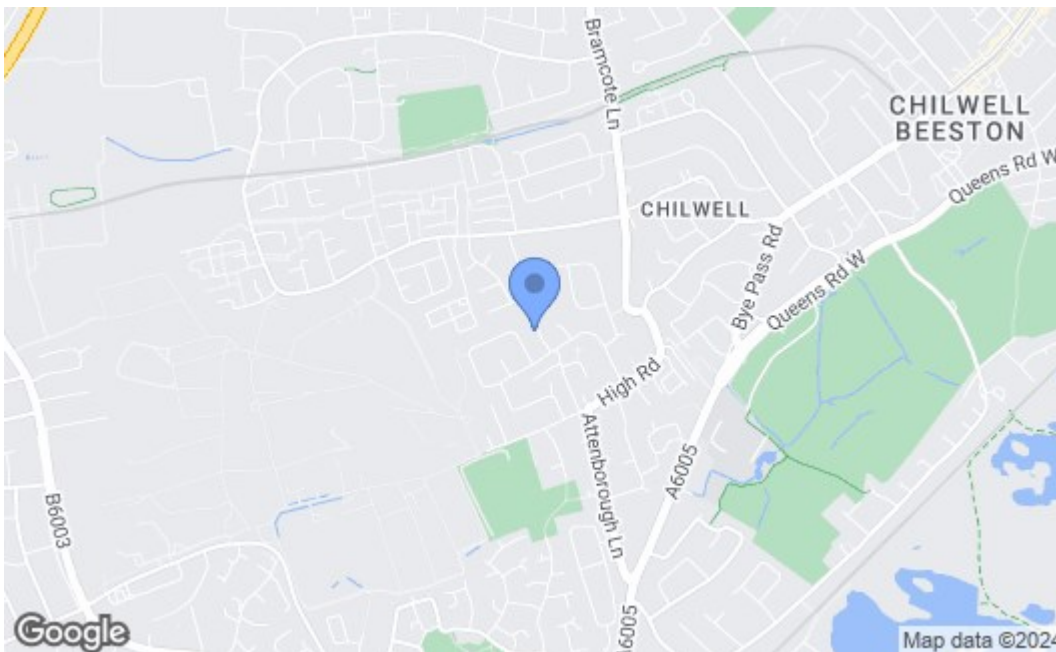 Bramcote Ln
CHILWELL
BEESTON
Queens Rd W
CHILWELL
Bye Pass Rd
Queens Rd W
High Rd
Attenborough Ln
A6005
B6003
A6005
Google
Map data ©2024